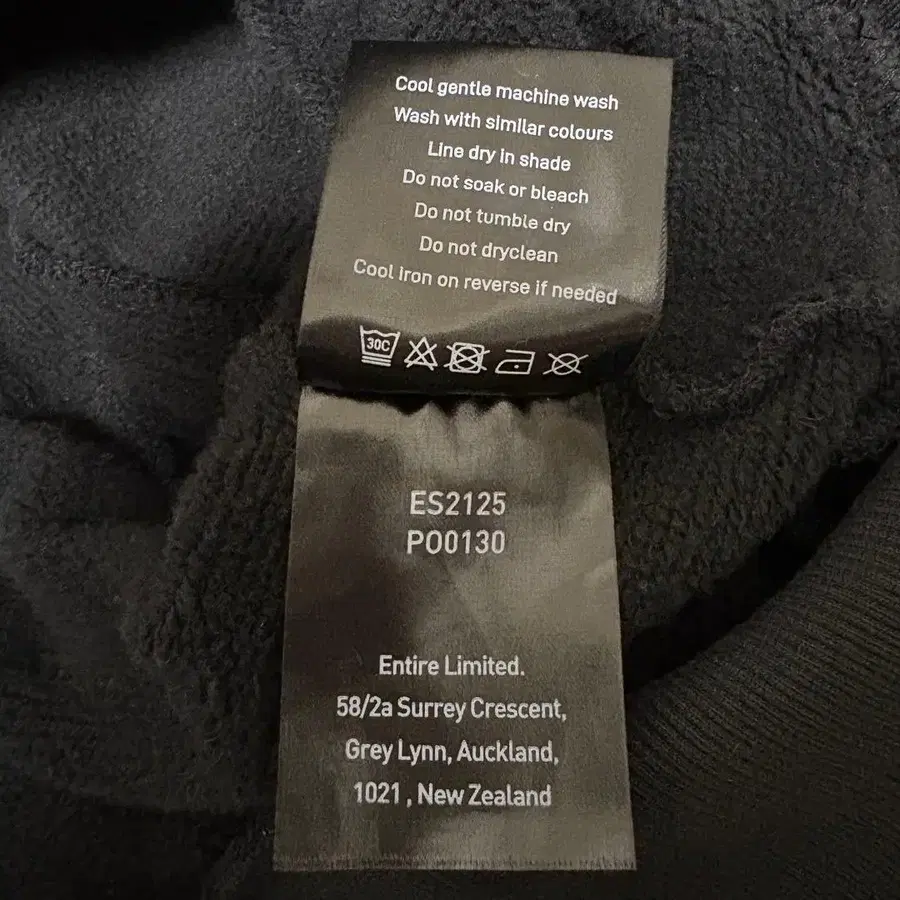 Cool gentle machine wash
Wash with similar colours
Line dry in shade
Do not soak or bleach
Do not tumble dry
Do not dryclean
Cool iron on reverse if needed
30C
ES2125
PO0130
Entire Limited.
58/2a Surrey Crescent,
Grey Lynn, Auckland,
1021 , New Zealand